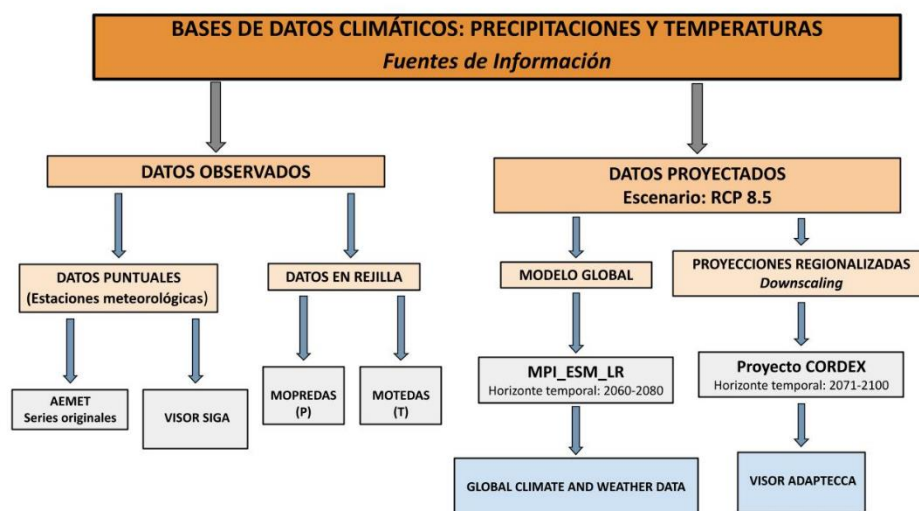 BASES DE DATOS CLIMÁTICOS: PRECIPITACIONES Y TEMPERATURAS
Fuentes de Información
DATOS OBSERVADOS
DATOS PROYECTADOS
Escenario: RCP 8.5
DATOS PUNTUALES
(Estaciones meteorológicas)
DATOS EN REJILLA
MODELO GLOBAL
PROYECCIONES REGIONALIZADAS
Downscaling
AEMET
Series originales
VISOR SIGA
MOPREDAS
(P)
MOTEDAS
(T)
MPI_ESM_LR
Horizonte temporal: 2060-2080
Proyecto CORDEX
Horizonte temporal: 2071-2100
GLOBAL CLIMATE AND WEATHER DATA
VISOR ADAPTECCA